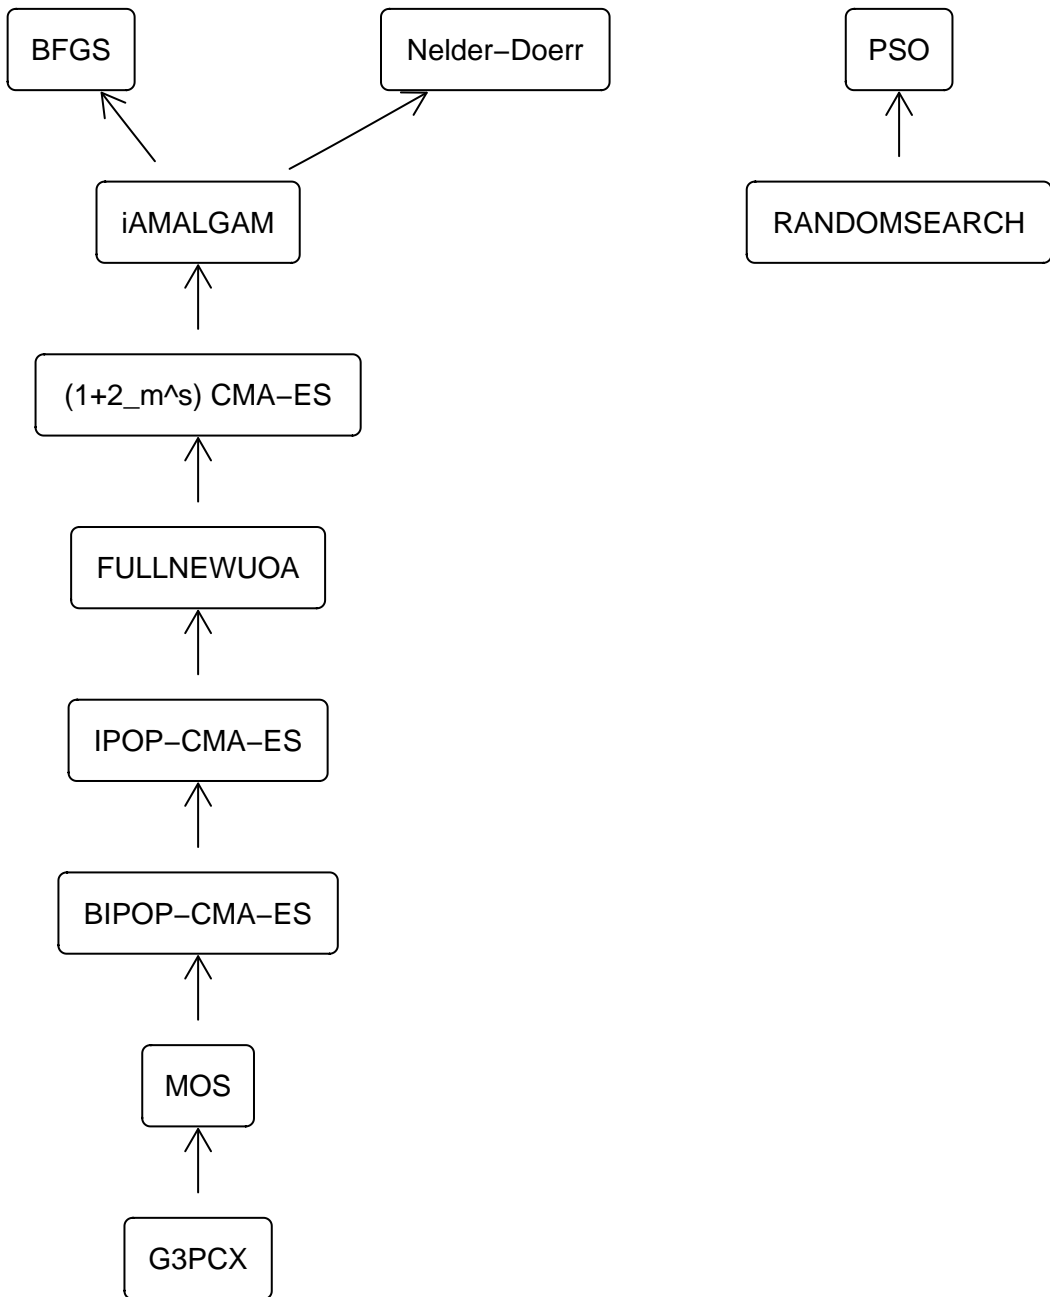 BFGS
Nelder−Doerr
PSO
iAMALGAM
RANDOMSEARCH
(1+2_m^s) CMA−ES
FULLNEWUOA
IPOP−CMA−ES
BIPOP−CMA−ES
MOS
G3PCX